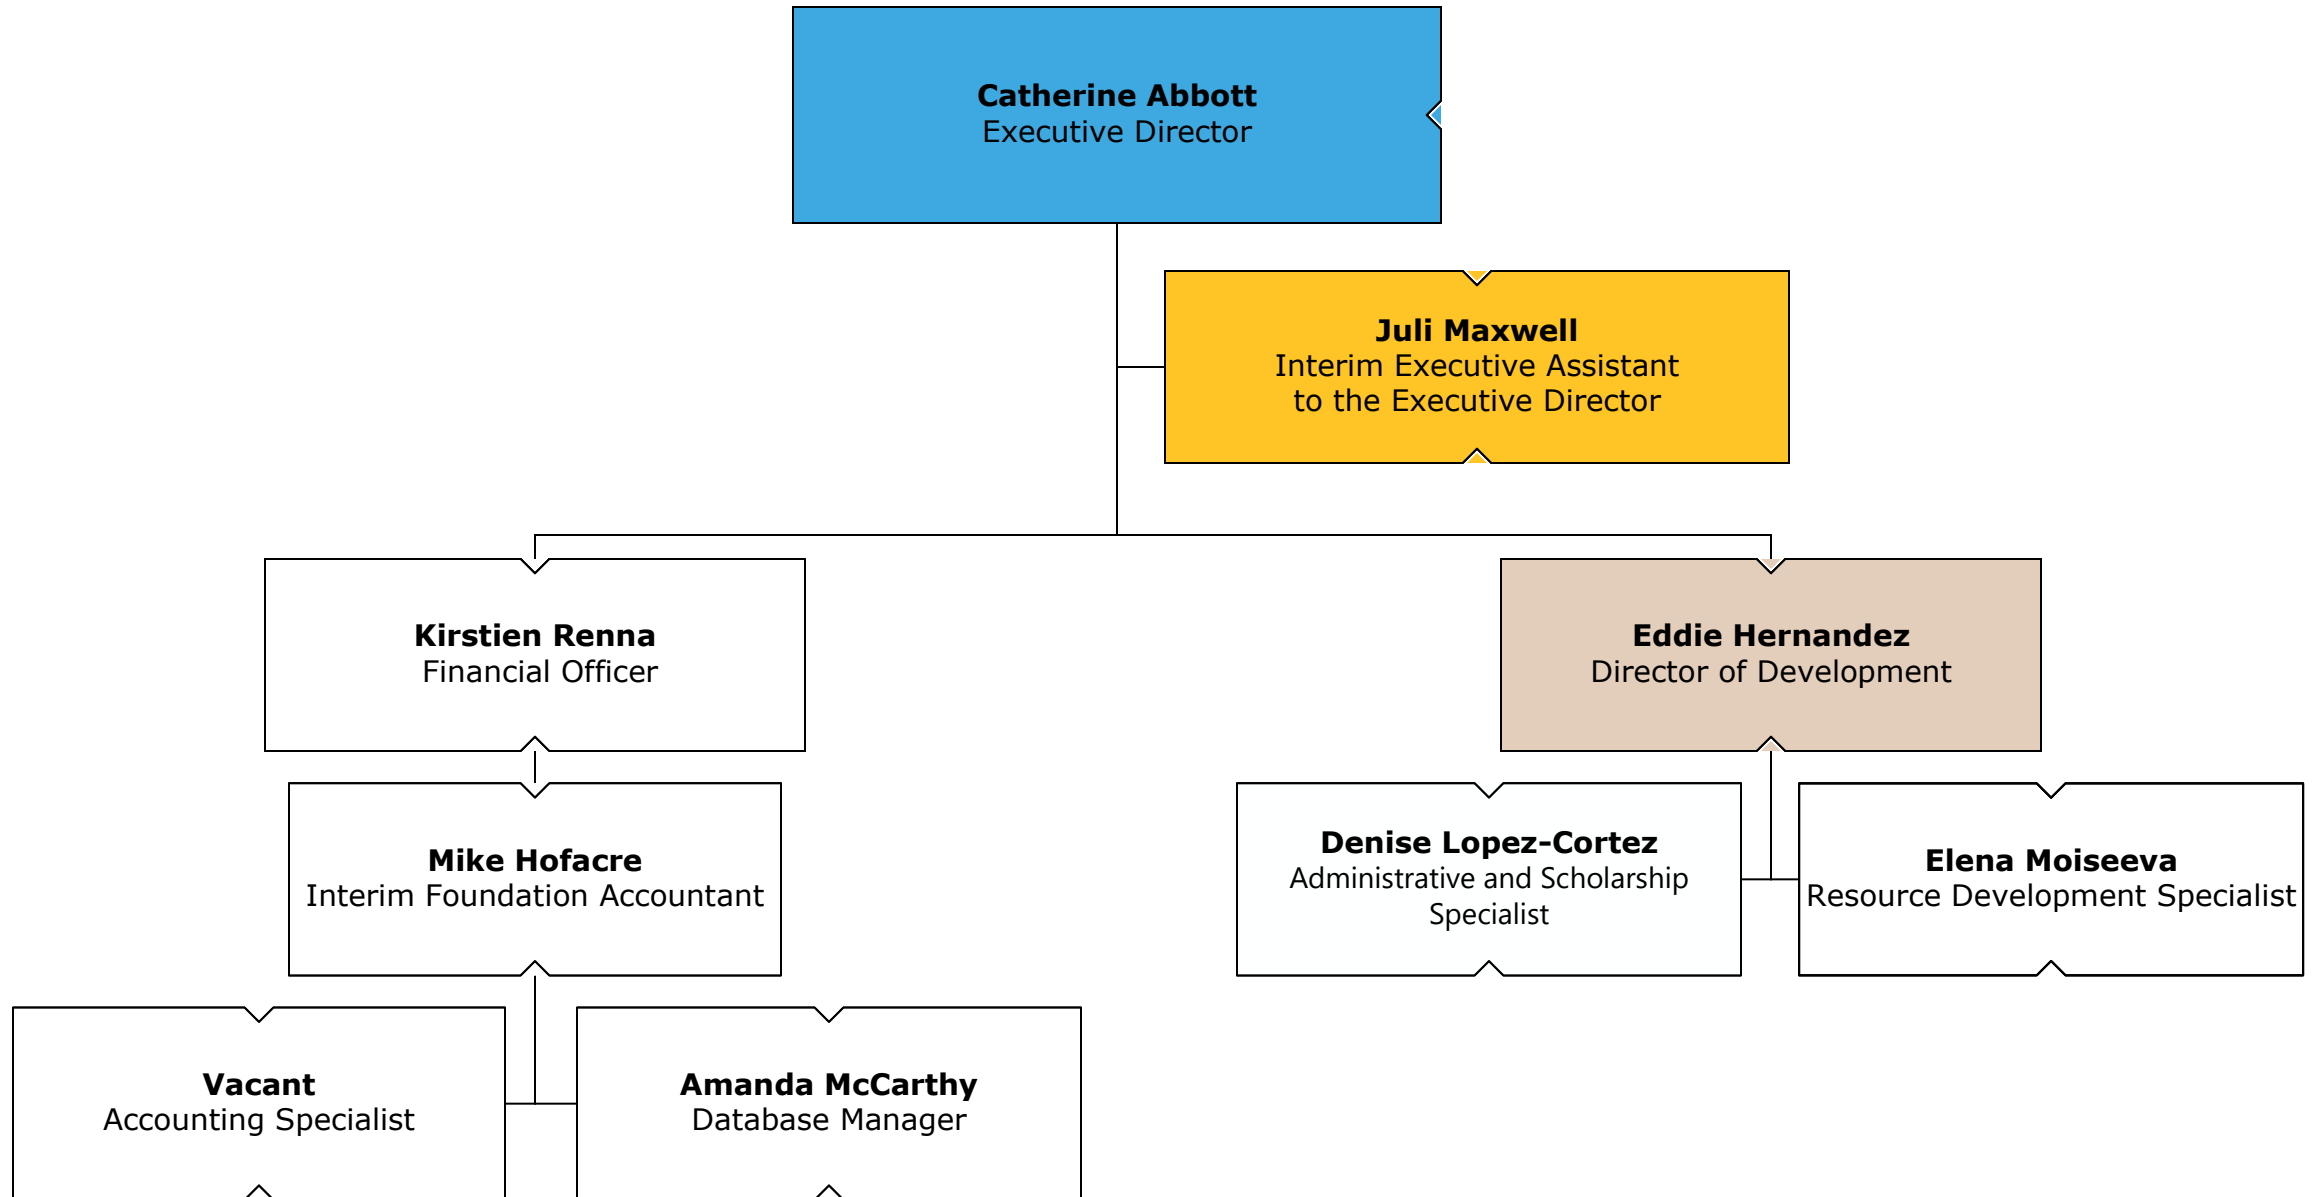 Catherine Abbott
Executive Director
Juli Maxwell
Interim Executive Assistant
to the Executive Director
Kirstien Renna
Financial Officer
Eddie Hernandez
Director of Development
Mike Hofacre
Interim Foundation Accountant
Denise Lopez-Cortez
Administrative and Scholarship
Specialist
Elena Moiseeva
Resource Development Specialist
Vacant
Accounting Specialist
Amanda McCarthy
Database Manager